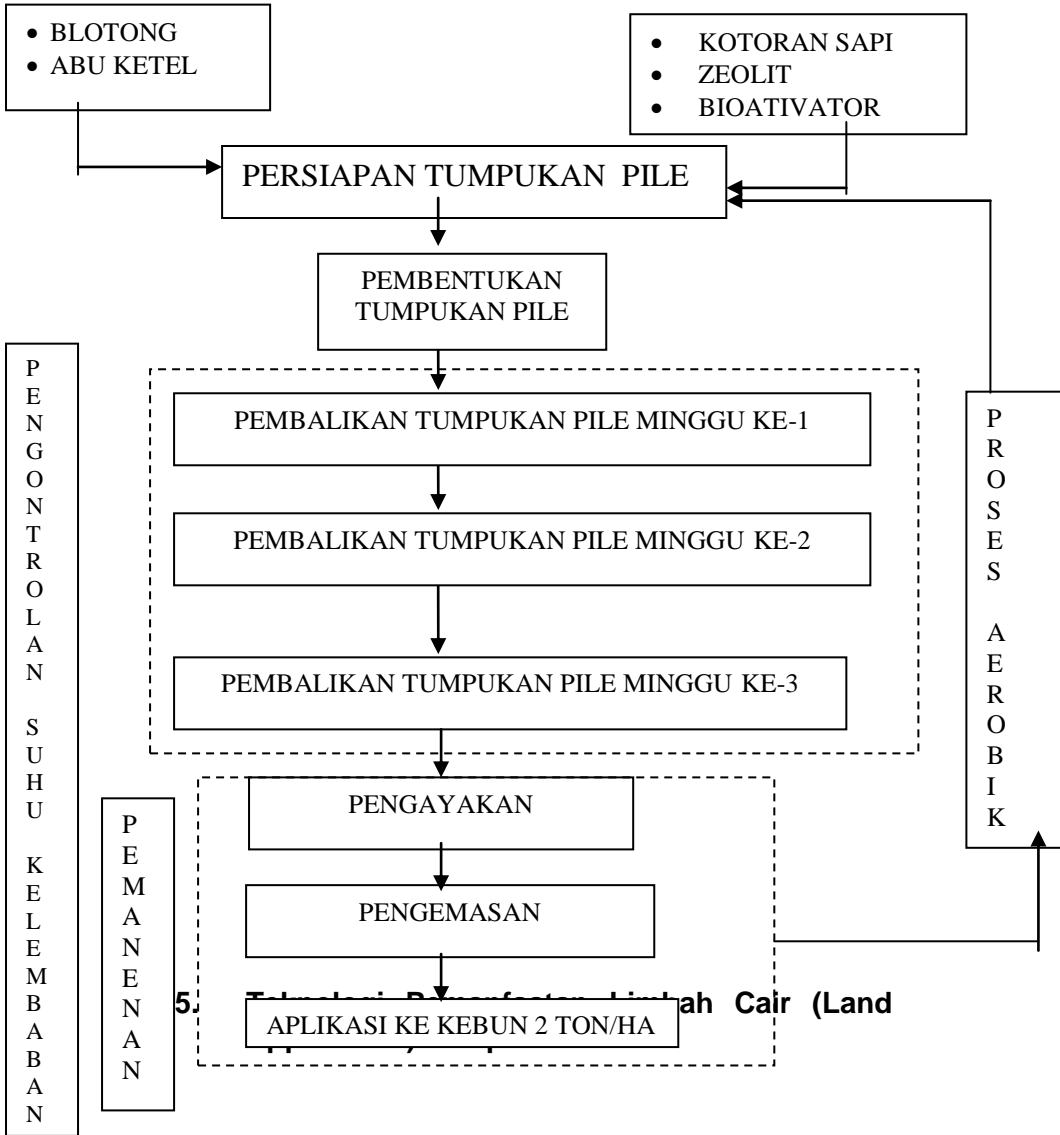 • BLOTONG
• ABU KETEL
• KOTORAN SAPI
• ZEOLIT
• BIOATIVATOR
PERSIAPAN TUMPUKAN PILE
PEMBENTUKAN
TUMPUKAN PILE
PEMBALIKAN TUMPUKAN PILE MINGGU KE-1
PEMBALIKAN TUMPUKAN PILE MINGGU KE-2
PEMBALIKAN TUMPUKAN PILE MINGGU KE-3
PENGONTROLAN SUHU KELEMBABAN
PROSES AEROBIK
PEMANENAN
PENGAYAKAN
PENGEMASAN
5. Cair (Land
APLIKASI KE KEBUN 2 TON/HA